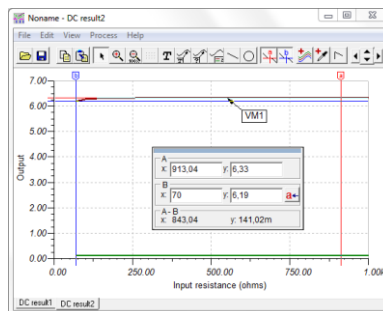 Noname - DC result2
File Edit View Process Help
T
a
b
7.00
6.00
5.00
4.00
3.00
2.00
1.00
0.00
Output
b
a
VM1
A
x: 913,04 y: 6,33
B
x: 70 y: 6,19 a
A - B
x: 843,04 y: 141,02m
0.00 250.00 500.00 750.00 1.00k
Input resistance (ohms)
DC result1 DC result2